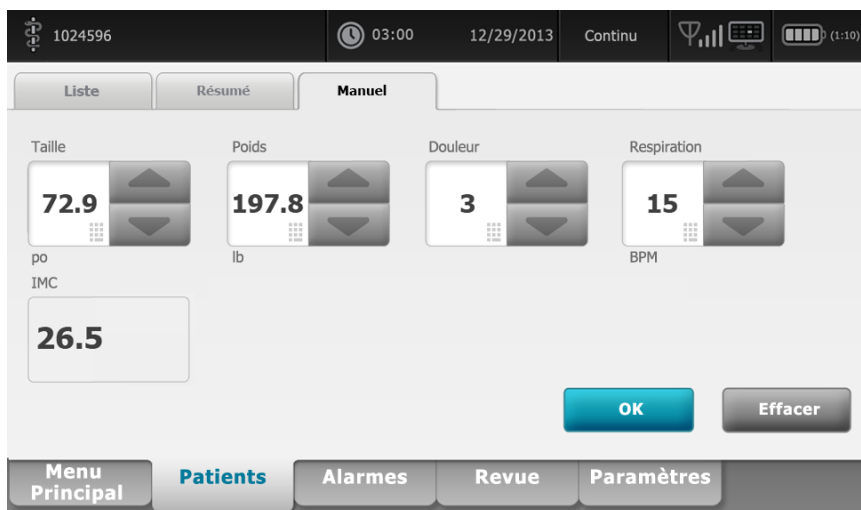 1024596 03:00 12/29/2013 Continu (1:10)
Liste Résumé Manuel
Taille Poids Douleur Respiration
72.9 197.8 3 15
po lb BPM
IMC
26.5
OK Effacer
Menu
Principal Patients Alarmes Revue Paramètres